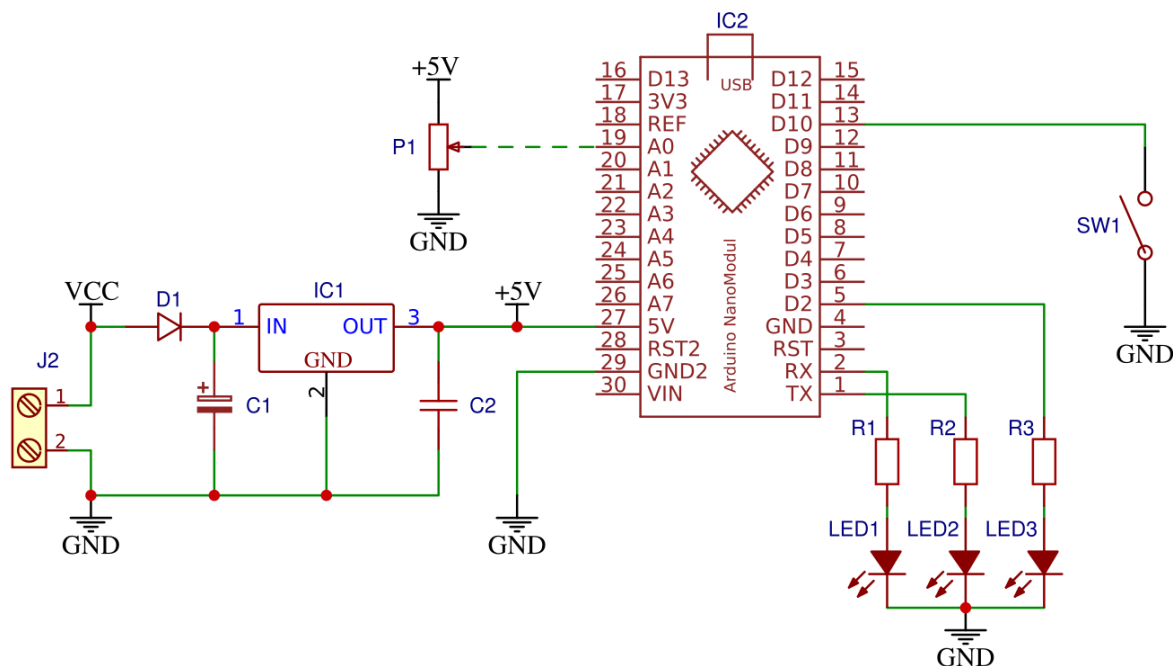 IC2
USB
+5V
P1
GND
16 D13
17 3V3
18 REF
19 A0
20 A1
21 A2
22 A3
23 A4
24 A5
25 A6
26 A7
27 5V
28 RST2
29 GND2
30 VIN
D12 15
D11 14
D10 13
D9 12
D8 11
D7 10
D6 9
D5 8
D4 7
D3 6
D2 5
GND 4
RST 3
RX 2
TX 1
Arduino NanoModul
SW1
GND
VCC
D1
IC1
+5V
1 IN
OUT 3
GND
2
J2
1
2
+
C1
C2
GND
GND
R1 R2 R3
LED1 LED2 LED3
GND